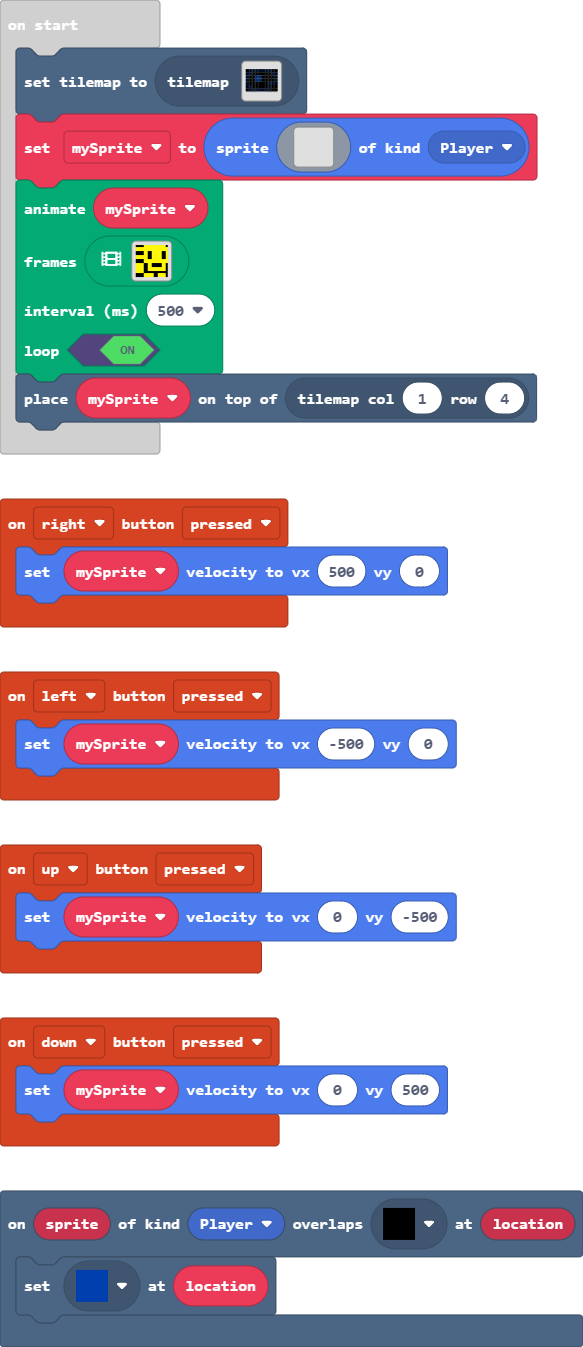 on start
set tilemap to tilemap
set mySprite to sprite of kind Player
animate mySprite
frames
interval (ms) 500
loop ON
place mySprite on top of tilemap col 1 row 4
on right button pressed
set mySprite velocity to vx 500 vy 0
on left button pressed
set mySprite velocity to vx -500 vy 0
on up button pressed
set mySprite velocity to vx 0 vy -500
on down button pressed
set mySprite velocity to vx 0 vy 500
on sprite of kind Player overlaps at location
set at location